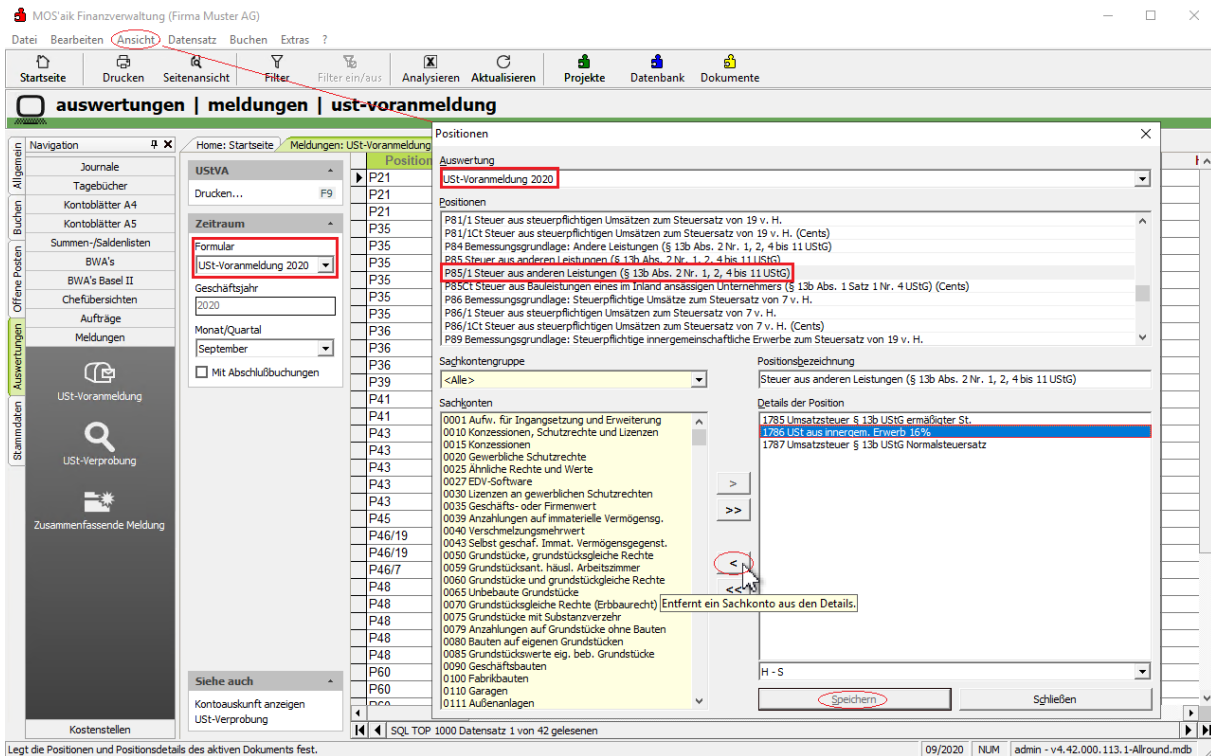 MOS'aik Finanzverwaltung (Firma Muster AG)
Datei Bearbeiten Ansicht Datensatz Buchen Extras ?
Startseite Drucken Seitenansicht Filter Filter ein/aus Analysieren Aktualisieren Projekte Datenbank Dokumente
auswertungen | meldungen | ust-voranmeldung
Allgemein
Buchen
Offene Posten
Auswertungen
Stammdaten
Navigation
Journale
Tagebücher
Kontoblätter A4
Kontoblätter A5
Summen-/Saldenlisten
BWA's
BWA's Basel II
Chefübersichten
Aufträge
Meldungen
USt-Voranmeldung
USt-Verprobung
Zusammenfassende Meldung
Kostenstellen
Home: Startseite
Meldungen: USt-Voranmeldung
UStVA
Drucken... F9
Zeitraum
Formular
USt-Voranmeldung 2020
Geschäftsjahr
2020
Monat/Quartal
September
Mit Abschlußbuchungen
Siehe auch
Kontoauskunft anzeigen
USt-Verprobung
Position
P21
P21
P21
P35
P35
P35
P35
P35
P35
P36
P36
P36
P39
P41
P41
P43
P43
P43
P43
P43
P45
P46/19
P46/19
P46/7
P48
P48
P48
P48
P48
P60
P60
SQL TOP 1000 Datensatz 1 von 42 gelesenen
Positionen
Auswertung
USt-Voranmeldung 2020
Positionen
P81/1 Steuer aus steuerpflichtigen Umsätzen zum Steuersatz von 19 v. H.
P81/1Ct Steuer aus steuerpflichtigen Umsätzen zum Steuersatz von 19 v. H. (Cents)
P84 Bemessungsgrundlage: Andere Leistungen (§ 13b Abs. 2 Nr. 1, 2, 4 bis 11 UStG)
P85 Steuer aus anderen Leistungen (§ 13b Abs. 2 Nr. 1, 2, 4 bis 11 UStG)
P85/1 Steuer aus anderen Leistungen (§ 13b Abs. 2 Nr. 1, 2, 4 bis 11 UStG)
P85Ct Steuer aus Bauleistungen eines im Inland ansässigen Unternehmers (§ 13b Abs. 1 Satz 1 Nr. 4 UStG) (Cents)
P86 Bemessungsgrundlage: Steuerpflichtige Umsätze zum Steuersatz von 7 v. H.
P86/1 Steuer aus steuerpflichtigen Umsätzen zum Steuersatz von 7 v. H.
P86/1Ct Steuer aus steuerpflichtigen Umsätzen zum Steuersatz von 7 v. H. (Cents)
P89 Bemessungsgrundlage: Steuerpflichtige innergemeinschaftliche Erwerbe zum Steuersatz von 19 v. H.
Sachkontengruppe
<Alle>
Sachkonten
0001 Aufw. für Ingangsetzung und Erweiterung
0010 Konzessionen, Schutzrechte und Lizenzen
0015 Konzessionen
0020 Gewerbliche Schutzrechte
0025 Ähnliche Rechte und Werte
0027 EDV-Software
0030 Lizenzen an gewerblichen Schutzrechten
0035 Geschäfts- oder Firmenwert
0039 Anzahlungen auf immaterielle Vermögensg.
0040 Verschmelzungsmehrwert
0043 Selbst geschaf. Immat. Vermögensgegenst.
0050 Grundstücke, grundstücksgleiche Rechte
0059 Grundstücksant. häusl. Arbeitszimmer
0060 Grundstücke und grundstückgleiche Rechte
0065 Unbebaute Grundstücke
0070 Grundstücksgleiche Rechte (Erbbaurecht)
0075 Grundstücke mit Substanzverzehr
0079 Anzahlungen auf Grundstücke ohne Bauten
0080 Bauten auf eigenen Grundstücken
0085 Grundstückswerte eig. beb. Grundstücke
0090 Geschäftsbauten
0100 Fabrikbauten
0110 Garagen
0111 Außenanlagen
>
>>
<
<<
Entfernt ein Sachkonto aus den Details.
Positionsbezeichnung
Steuer aus anderen Leistungen (§ 13b Abs. 2 Nr. 1, 2, 4 bis 11 UStG)
Details der Position
1785 Umsatzsteuer § 13b UStG ermäßigter St.
1786 USt aus innergem. Erwerb 16%
1787 Umsatzsteuer § 13b UStG Normalsteuersatz
H - S
Speichern Schließen
Legt die Positionen und Positionsdetails des aktiven Dokuments fest.
09/2020 NUM admin - v4.42.000.113.1-Allround.mdb